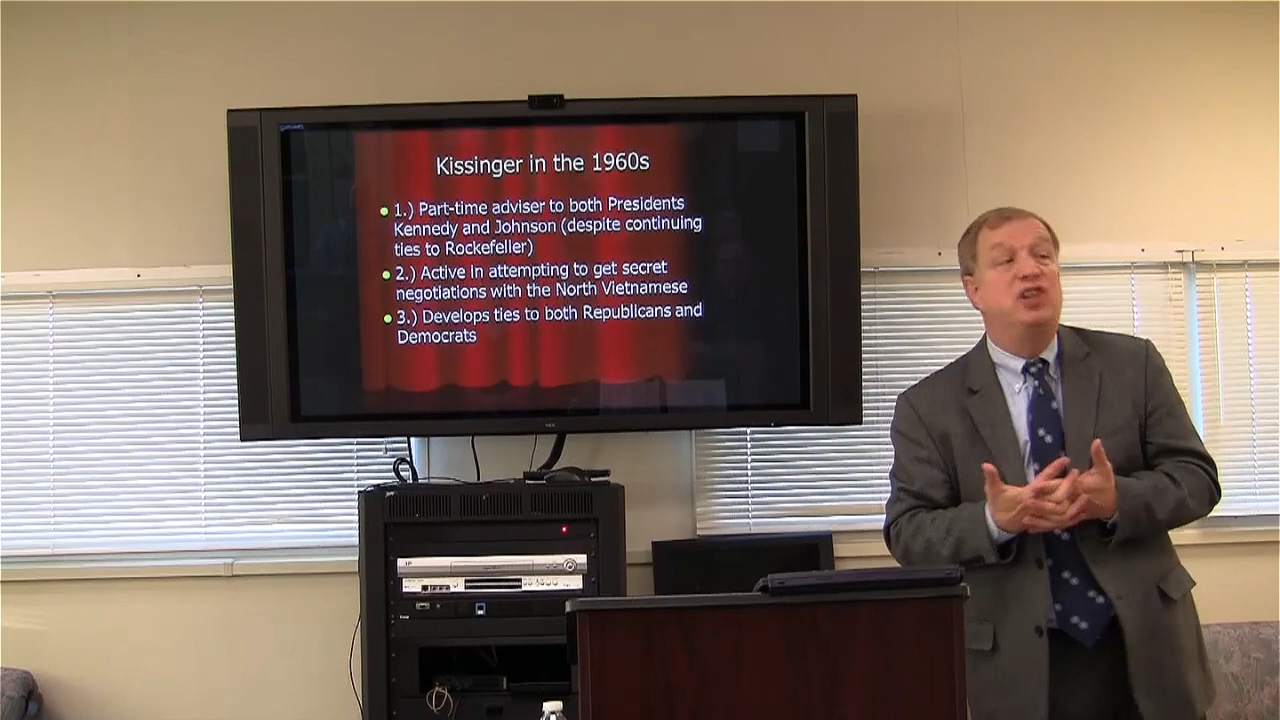 Kissinger in the 1960s
1.) Part-time adviser to both Presidents
Kennedy and Johnson (despite continuing
ties to Rockefeller)
2.) Active in attempting to get secret
negotiations with the North Vietnamese
3.) Develops ties to both Republicans and
Democrats